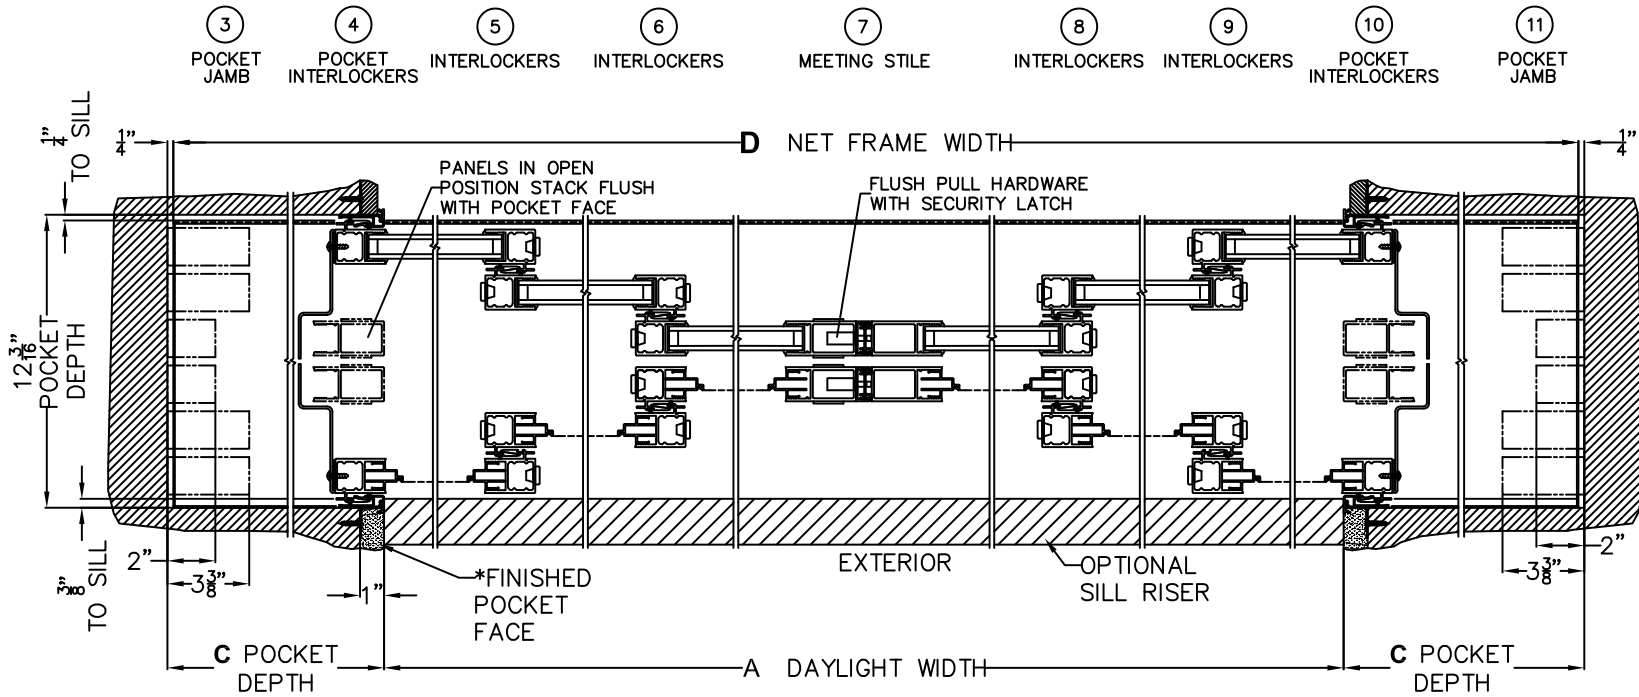 3 4 5 6 7 8 9 10 11
POCKET JAMB
POCKET INTERLOCKERS
INTERLOCKERS
INTERLOCKERS
MEETING STILE
INTERLOCKERS
INTERLOCKERS
POCKET INTERLOCKERS
POCKET JAMB
1/4" TO SILL
1/4"
D NET FRAME WIDTH
1/4"
PANELS IN OPEN
POSITION STACK FLUSH
WITH POCKET FACE
FLUSH PULL HARDWARE
WITH SECURITY LATCH
12 3/16"
POCKET
DEPTH
3/8" TO SILL
2"
3 3/8"
1"
*FINISHED
POCKET
FACE
EXTERIOR
OPTIONAL
SILL RISER
2"
3 3/8"
C POCKET
DEPTH
A DAYLIGHT WIDTH
C POCKET
DEPTH